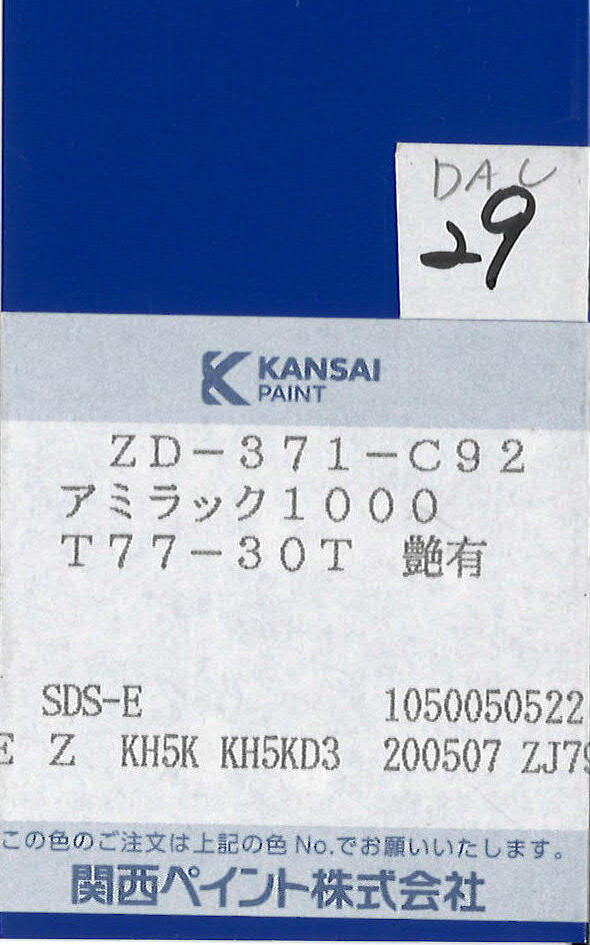 DAC
29
KANSAI
PAINT
ZD-371-C92
アミラック1000
T77-30T 艶有
SDS-E 1050050522
E Z KH5K KH5KD3 200507 ZJ79
この色のご注文は上記の色No.でお願いいたします。
関西ペイント株式会社